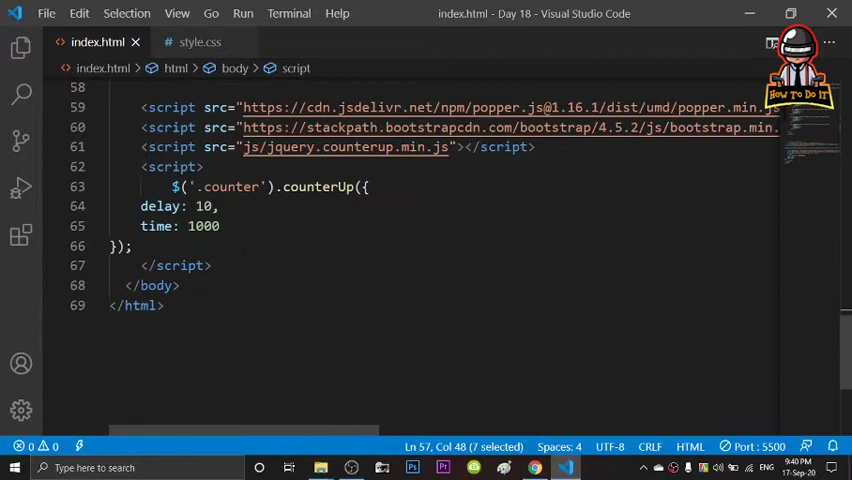 File Edit Selection View Go Run Terminal Help index.html - Day 18 - Visual Studio Code
index.html style.css
index.html html body script
58
59 <script src="https://cdn.jsdelivr.net/npm/popper.js@1.16.1/dist/umd/popper.min.js
60 <script src="https://stackpath.bootstrapcdn.com/bootstrap/4.5.2/js/bootstrap.min.
61 <script src="js/jquery.counterup.min.js"></script>
62 <script>
63 $('.counter').counterUp({
64 delay: 10,
65 time: 1000
66 });
67 </script>
68 </body>
69 </html>
HOW TO DO IT
0 0 Ln 57, Col 48 (7 selected) Spaces: 4 UTF-8 CRLF HTML Port : 5500
Type here to search Ps Pr ENG 9:40 PM 17-Sep-20